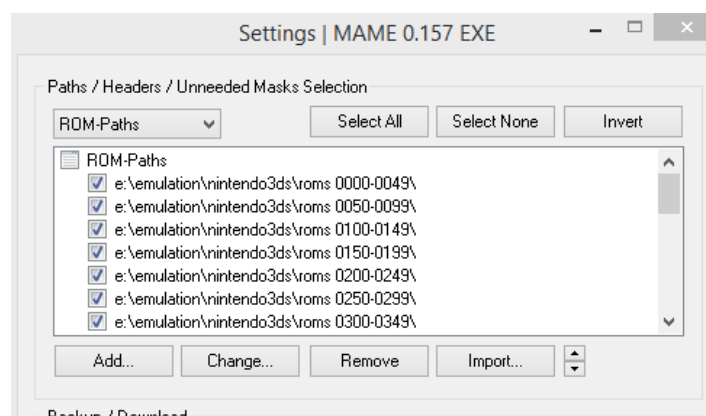 Settings | MAME 0.157 EXE
Paths / Headers / Unneeded Masks Selection
ROM-Paths Select All Select None Invert
ROM-Paths
e:\emulation\nintendo3ds\roms 0000-0049\
e:\emulation\nintendo3ds\roms 0050-0099\
e:\emulation\nintendo3ds\roms 0100-0149\
e:\emulation\nintendo3ds\roms 0150-0199\
e:\emulation\nintendo3ds\roms 0200-0249\
e:\emulation\nintendo3ds\roms 0250-0299\
e:\emulation\nintendo3ds\roms 0300-0349\
Add... Change... Remove Import...
Backup / Download